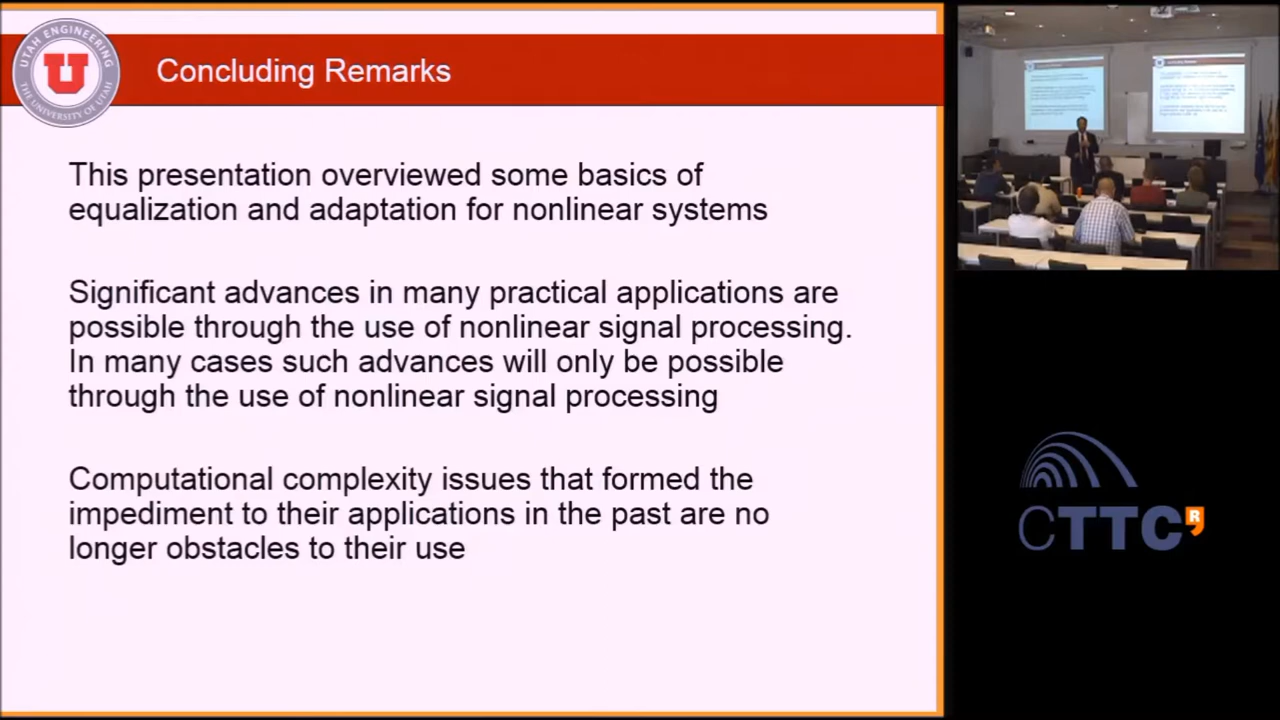 UTAH ENGINEERING
U
THE UNIVERSITY OF UTAH
Concluding Remarks
This presentation overviewed some basics of
equalization and adaptation for nonlinear systems
Significant advances in many practical applications are
possible through the use of nonlinear signal processing.
In many cases such advances will only be possible
through the use of nonlinear signal processing
Computational complexity issues that formed the
impediment to their applications in the past are no
longer obstacles to their use
CTTC
R